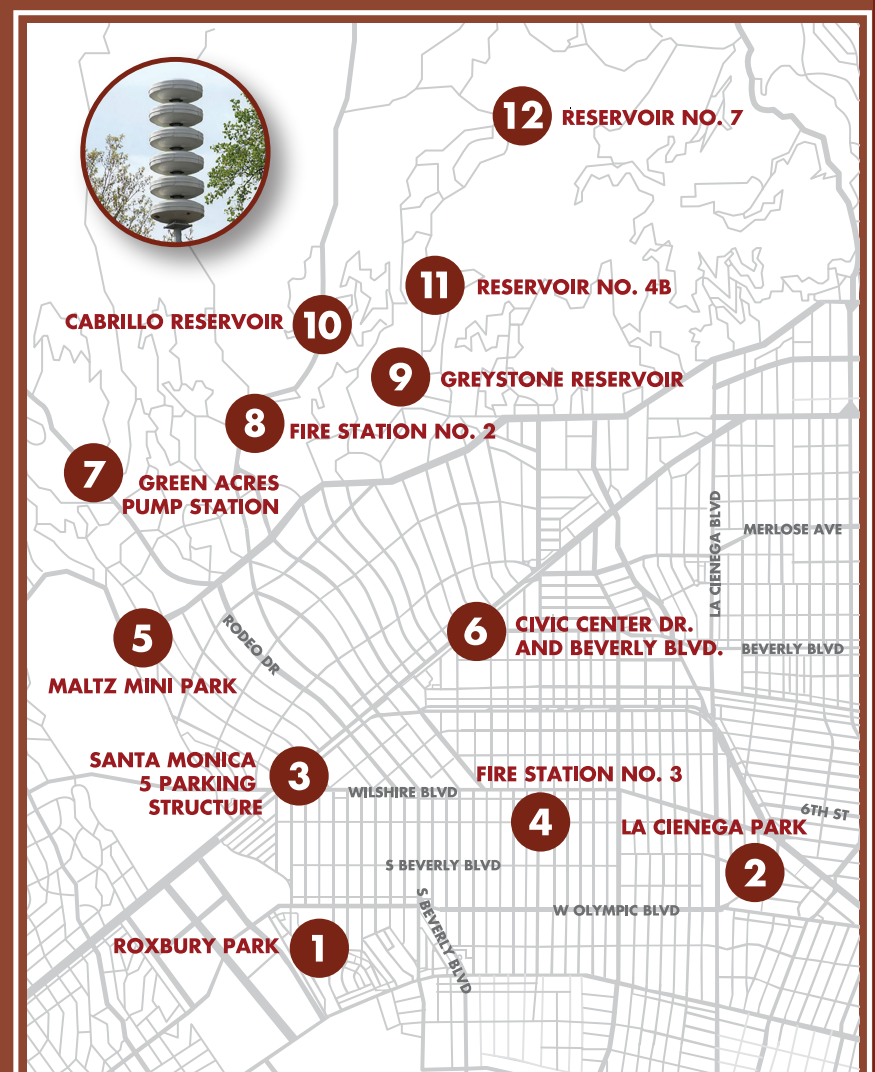 12 RESERVOIR NO. 7
11 RESERVOIR NO. 4B
CABRILLO RESERVOIR 10
9 GREYSTONE RESERVOIR
8 FIRE STATION NO. 2
7 GREEN ACRES
PUMP STATION
LA CIENEGA BLVD
MERLOSE AVE
5
MALTZ MINI PARK
RODEO DR
6 CIVIC CENTER DR.
AND BEVERLY BLVD.
BEVERLY BLVD
SANTA MONICA
5 PARKING
STRUCTURE
3
WILSHIRE BLVD
FIRE STATION NO. 3
4
6TH ST
LA CIENEGA PARK
2
S BEVERLY BLVD
S BEVERLY BLVD
W OLYMPIC BLVD
ROXBURY PARK 1